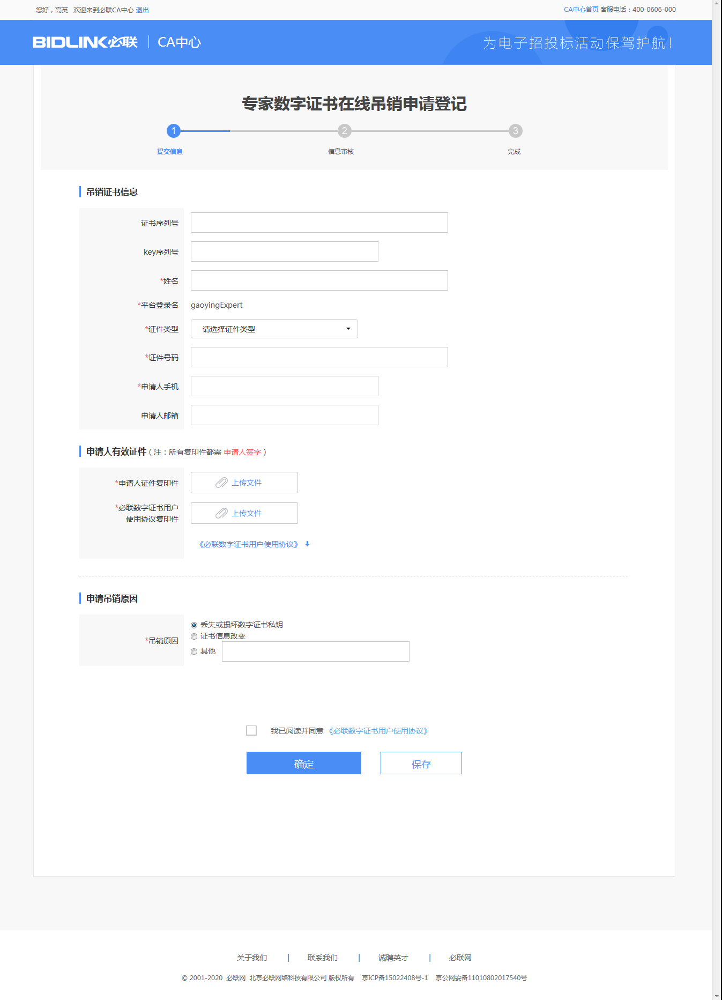 您好，高英 欢迎来到必联CA中心 退出
CA中心首页 客服电话：400-0606-000
BIDLINK必联 CA中心
为电子招投标活动保驾护航！
专家数字证书在线吊销申请登记
1 2 3
提交信息 信息审核 完成
吊销证书信息
证书序列号
key序列号
*姓名
*平台登录名 gaoyingExpert
*证件类型 请选择证件类型
*证件号码
*申请人手机
申请人邮箱
申请人有效证件（注：所有复印件都需 申请人签字 ）
*申请人证件复印件 上传文件
*必联数字证书用户
使用协议复印件 上传文件
《必联数字证书用户使用协议》
申请吊销原因
*吊销原因
丢失或损坏数字证书私钥
证书信息改变
其他
我已阅读并同意 《必联数字证书用户使用协议》
确定 保存
关于我们 | 联系我们 | 诚聘英才 | 必联网
© 2001-2020 必联网 北京必联网络科技有限公司 版权所有 京ICP备15022408号-1 京公网安备11010802017540号